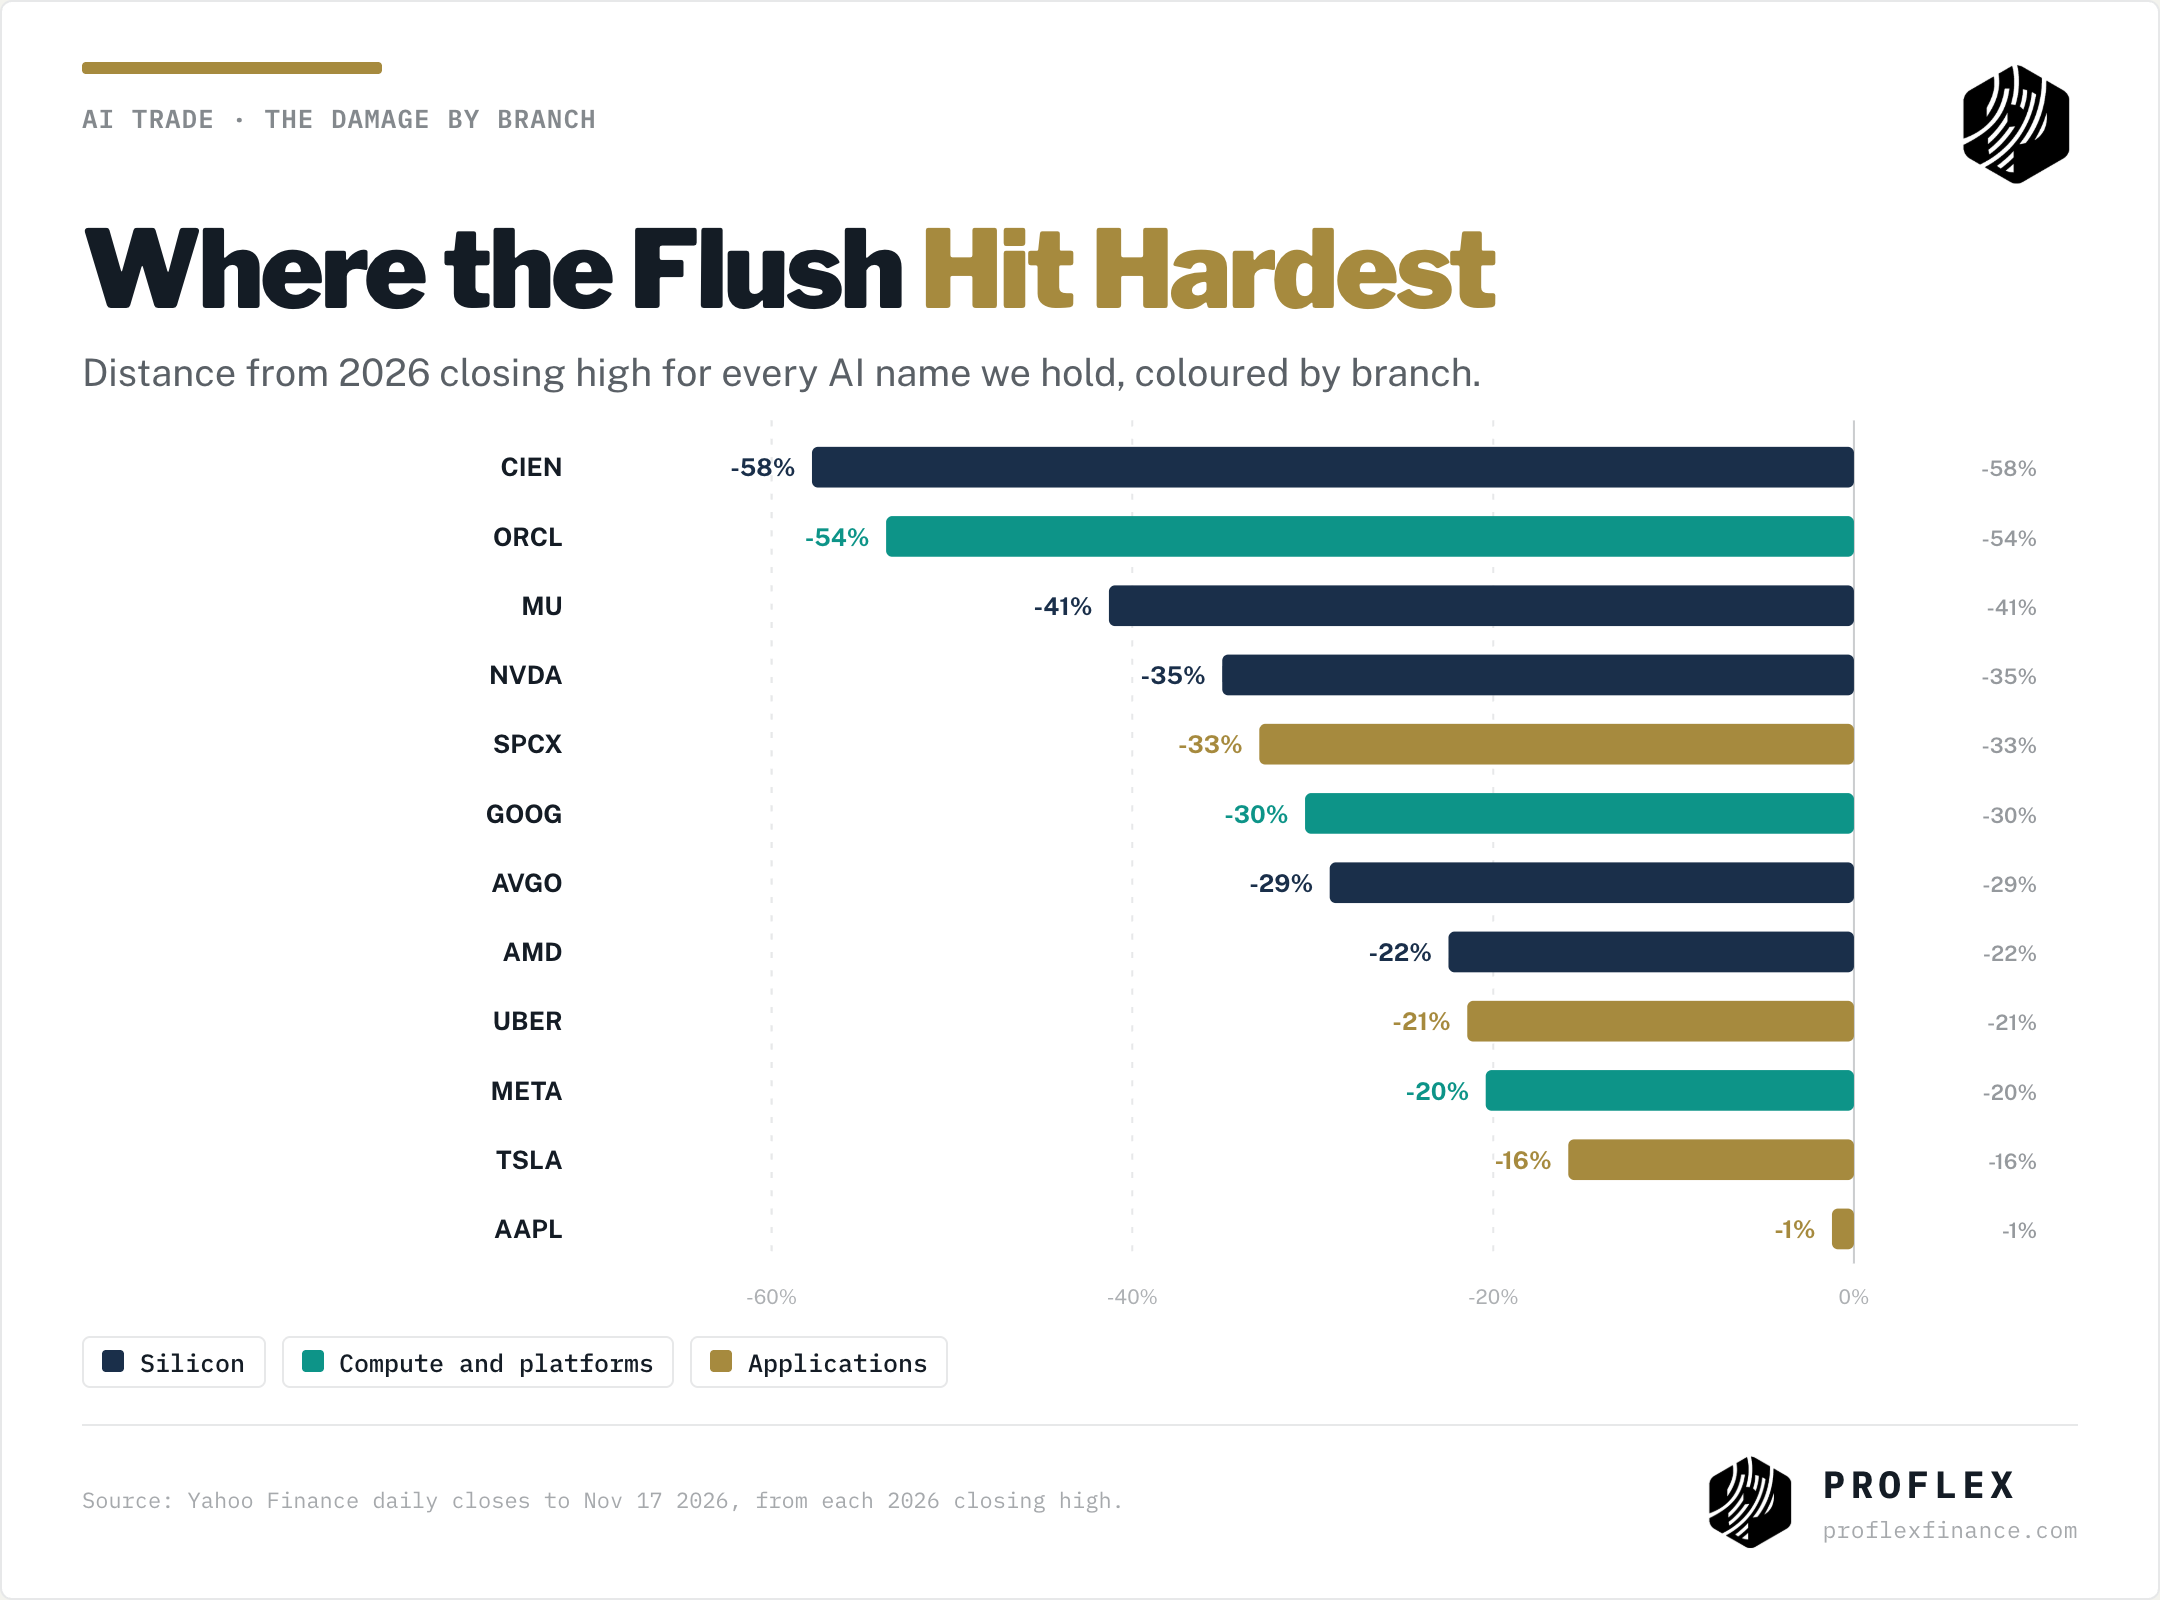 AI TRADE · THE DAMAGE BY BRANCH
Where the Flush Hit Hardest
Distance from 2026 closing high for every AI name we hold, coloured by branch.
CIEN -58% -58%
ORCL -54% -54%
MU -41% -41%
NVDA -35% -35%
SPCX -33% -33%
GOOG -30% -30%
AVGO -29% -29%
AMD -22% -22%
UBER -21% -21%
META -20% -20%
TSLA -16% -16%
AAPL -1% -1%
-60% -40% -20% 0%
Silicon Compute and platforms Applications
Source: Yahoo Finance daily closes to Nov 17 2026, from each 2026 closing high.
PROFLEX
proflexfinance.com